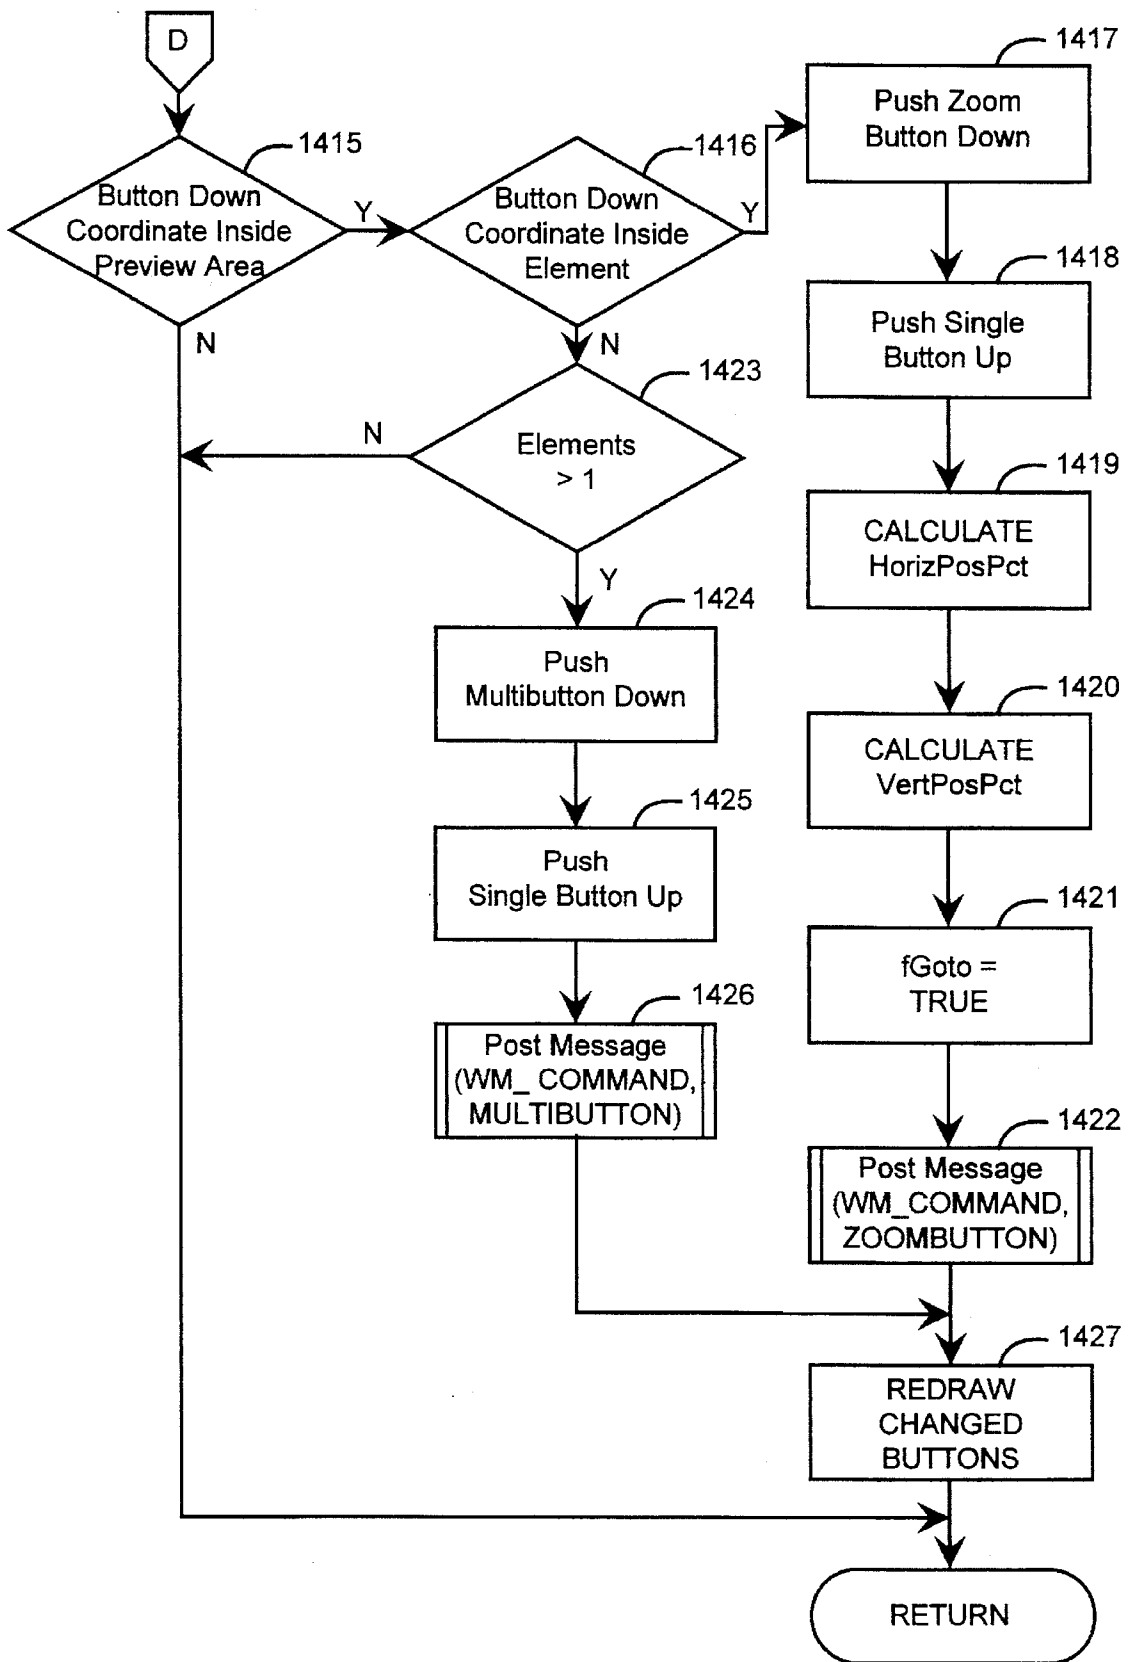 D
1415
Button Down
Coordinate Inside
Preview Area
Y
N
1416
Button Down
Coordinate Inside
Element
Y
N
1423
Elements
> 1
N
Y
1424
Push
Multibutton Down
1425
Push
Single Button Up
1426
Post Message
(WM_ COMMAND,
MULTIBUTTON)
1417
Push Zoom
Button Down
1418
Push Single
Button Up
1419
CALCULATE
HorizPosPct
1420
CALCULATE
VertPosPct
1421
fGoto =
TRUE
1422
Post Message
(WM_COMMAND,
ZOOMBUTTON)
1427
REDRAW
CHANGED
BUTTONS
RETURN